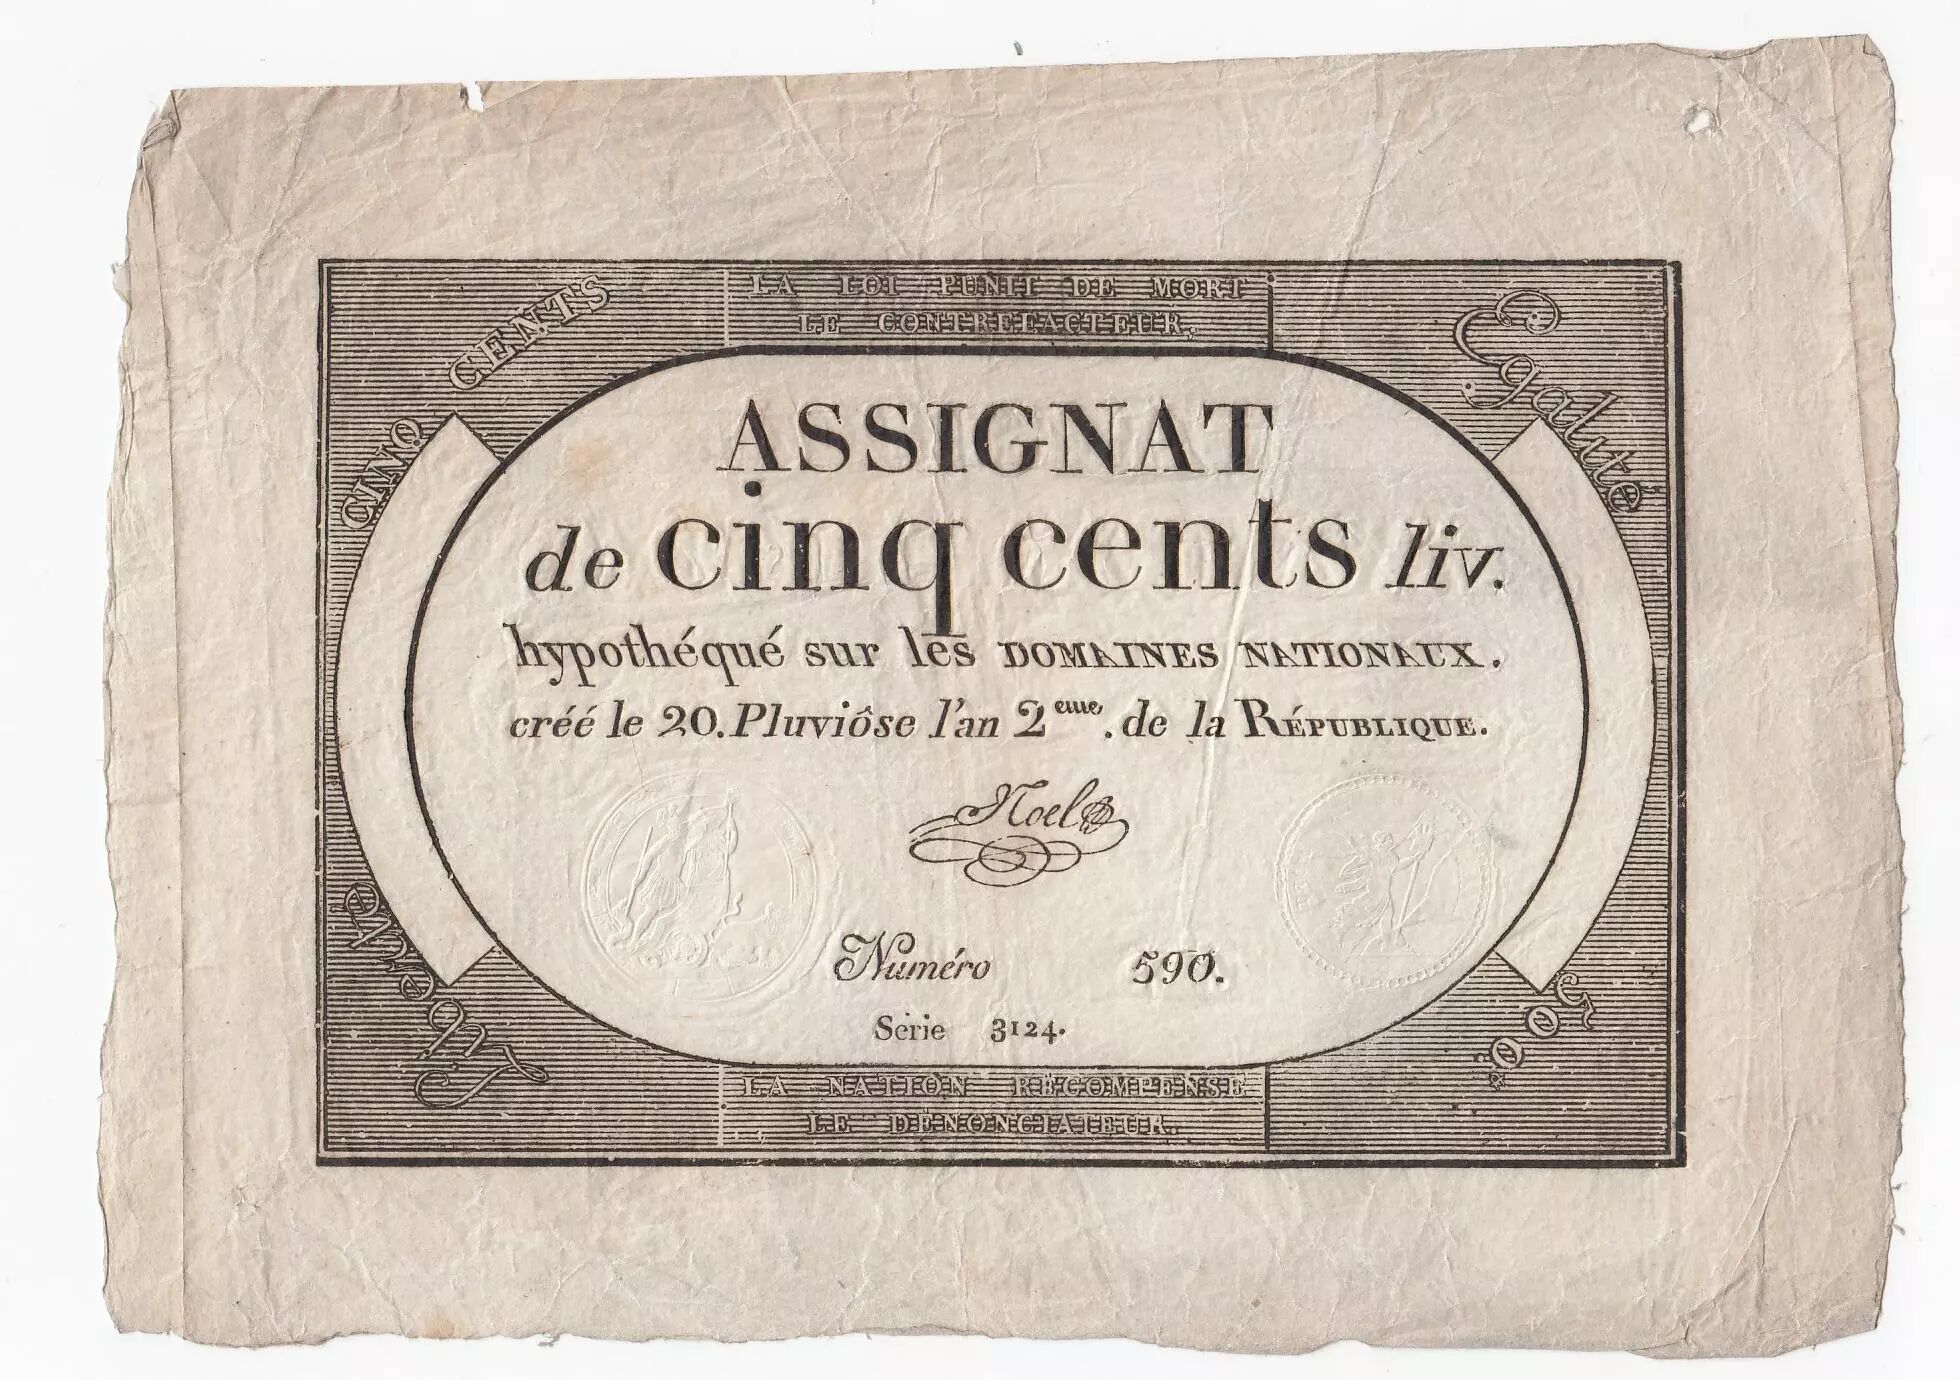 LA LOI PUNIT DE MORT
LE CONTREFACTEUR.
CINQ CENTS
Egalité
ASSIGNAT
de cinq cents liv.
hypothéqué sur les DOMAINES NATIONAUX.
créé le 20. Pluviôse l'an 2eme. de la RÉPUBLIQUE.
Noel
Numéro 590.
Série 3124.
Liberté
500.
LA NATION RÉCOMPENSE
LE DÉNONCIATEUR.